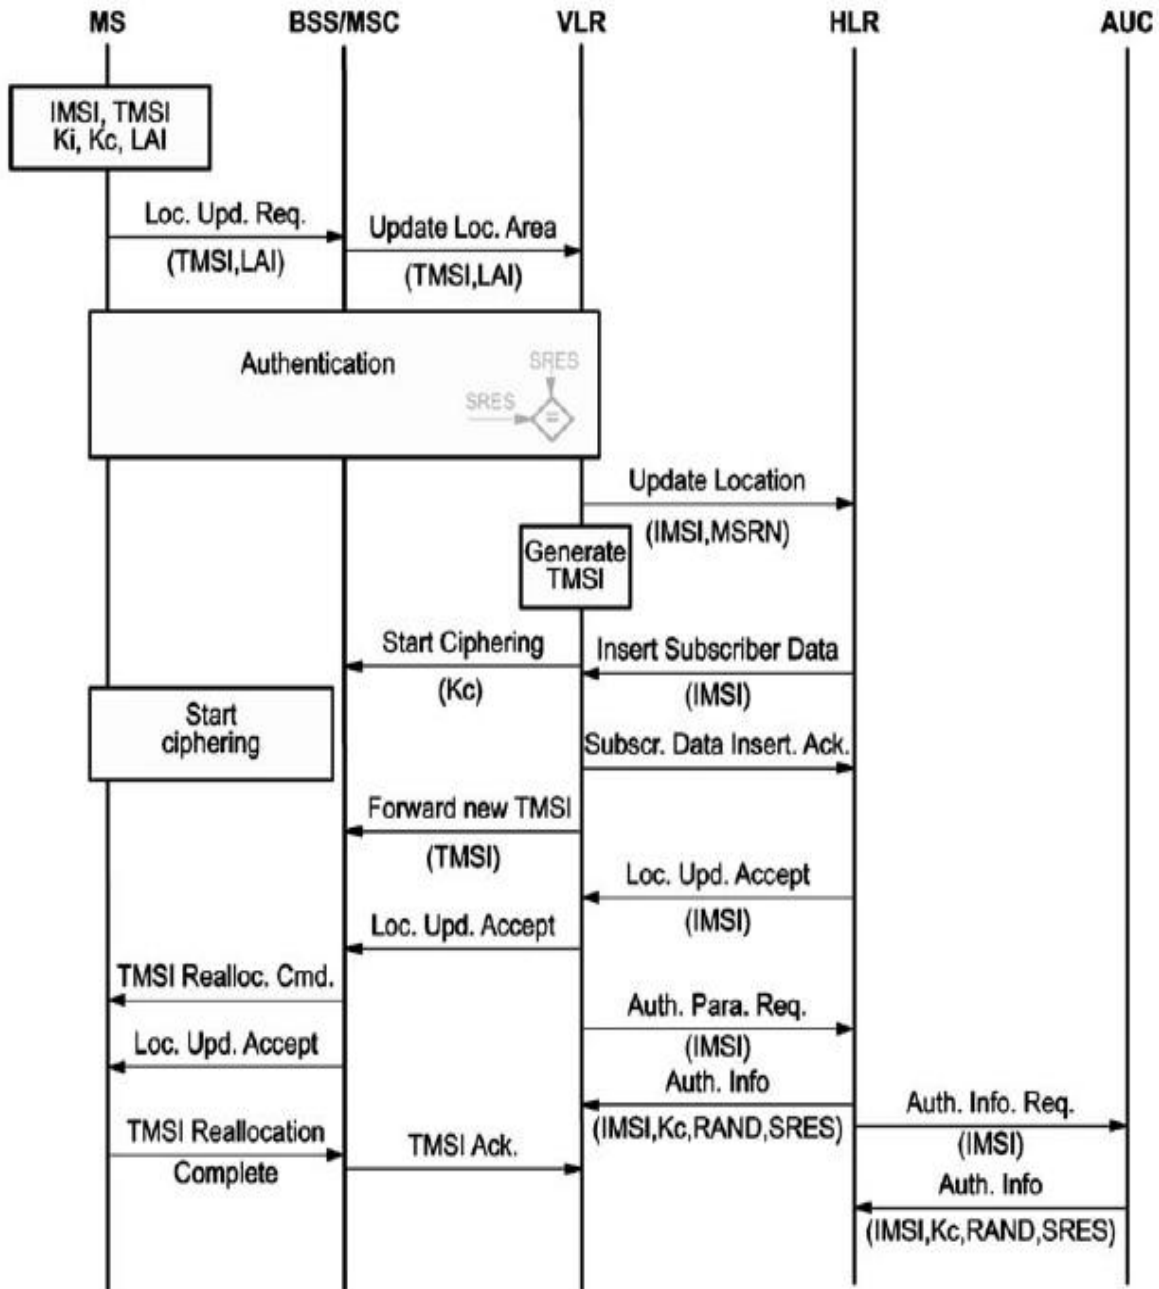 MS BSS/MSC VLR HLR AUC
IMSI, TMSI
Ki, Kc, LAI
Loc. Upd. Req.
(TMSI,LAI)
Update Loc. Area
(TMSI,LAI)
Authentication
SRES
SRES
=
Update Location
(IMSI,MSRN)
Generate
TMSI
Start Ciphering
(Kc)
Insert Subscriber Data
(IMSI)
Start
ciphering
Subscr. Data Insert. Ack.
Forward new TMSI
(TMSI)
Loc. Upd. Accept
(IMSI)
Loc. Upd. Accept
TMSI Realloc. Cmd.
Auth. Para. Req.
(IMSI)
Loc. Upd. Accept
Auth. Info
(IMSI,Kc,RAND,SRES)
Auth. Info. Req.
(IMSI)
TMSI Reallocation
Complete
TMSI Ack.
Auth. Info
(IMSI,Kc,RAND,SRES)